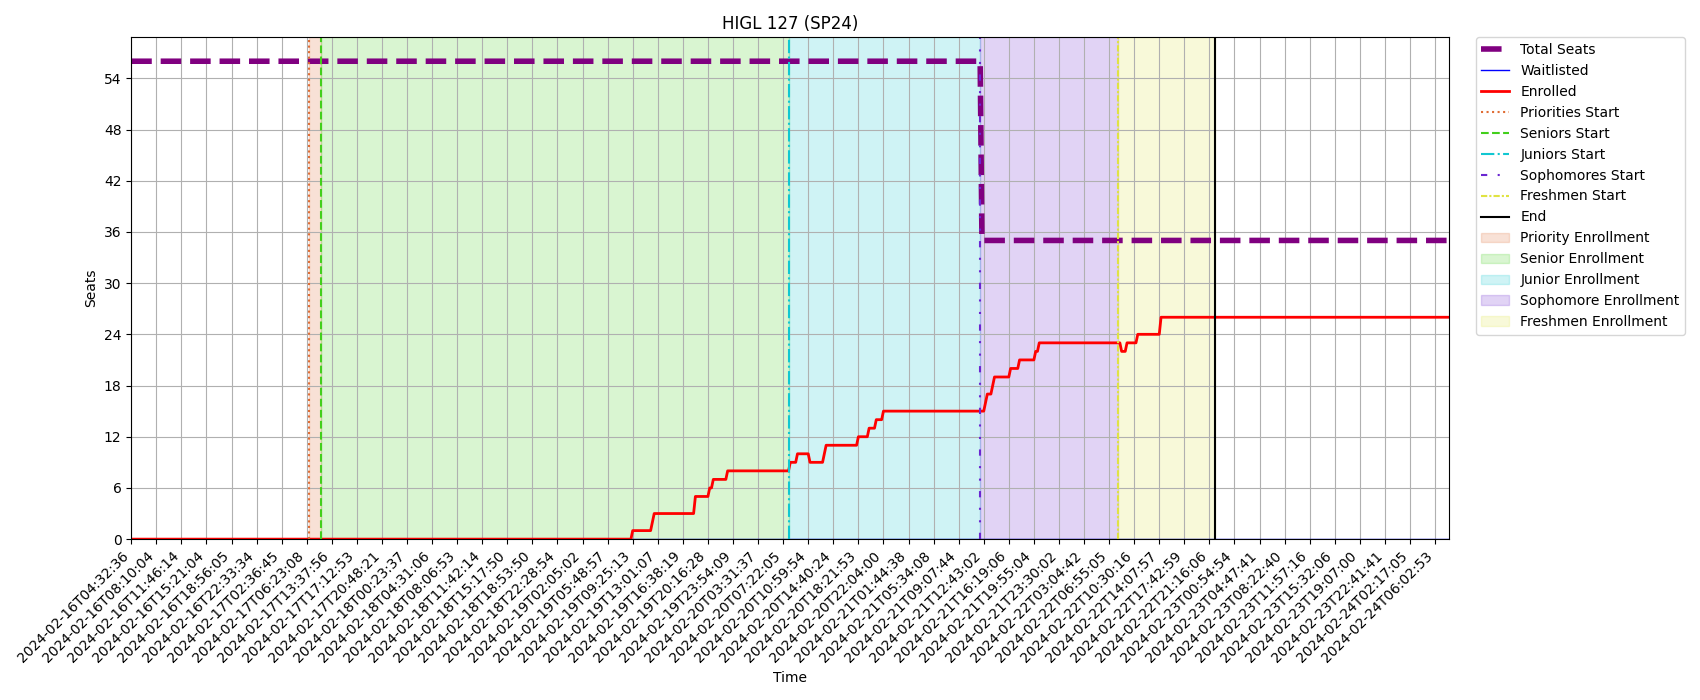 HIGL 127 (SP24)
Seats
54
48
42
36
30
24
18
12
6
0
2024-02-16T04:32:36
2024-02-16T08:10:04
2024-02-16T11:46:14
2024-02-16T15:21:04
2024-02-16T18:56:05
2024-02-16T22:33:34
2024-02-17T02:36:45
2024-02-17T06:23:08
2024-02-17T13:37:56
2024-02-17T17:12:53
2024-02-17T20:48:21
2024-02-18T00:23:37
2024-02-18T04:31:06
2024-02-18T08:06:53
2024-02-18T11:42:14
2024-02-18T15:17:50
2024-02-18T18:53:50
2024-02-18T22:28:54
2024-02-19T02:05:02
2024-02-19T05:48:57
2024-02-19T09:25:13
2024-02-19T13:01:07
2024-02-19T16:38:19
2024-02-19T20:16:28
2024-02-19T23:54:09
2024-02-20T03:31:37
2024-02-20T07:22:05
2024-02-20T10:59:54
2024-02-20T14:40:24
2024-02-20T18:21:53
2024-02-20T22:04:00
2024-02-21T01:44:38
2024-02-21T05:34:08
2024-02-21T09:07:44
2024-02-21T12:43:02
2024-02-21T16:19:06
2024-02-21T19:55:04
2024-02-21T23:30:02
2024-02-22T03:04:42
2024-02-22T06:55:05
2024-02-22T10:30:16
2024-02-22T14:07:57
2024-02-22T17:42:59
2024-02-22T21:16:06
2024-02-23T00:54:54
2024-02-23T04:47:41
2024-02-23T08:22:40
2024-02-23T11:57:16
2024-02-23T15:32:06
2024-02-23T19:07:00
2024-02-23T22:41:41
2024-02-24T02:17:05
2024-02-24T06:02:53
Time
Total Seats
Waitlisted
Enrolled
Priorities Start
Seniors Start
Juniors Start
Sophomores Start
Freshmen Start
End
Priority Enrollment
Senior Enrollment
Junior Enrollment
Sophomore Enrollment
Freshmen Enrollment